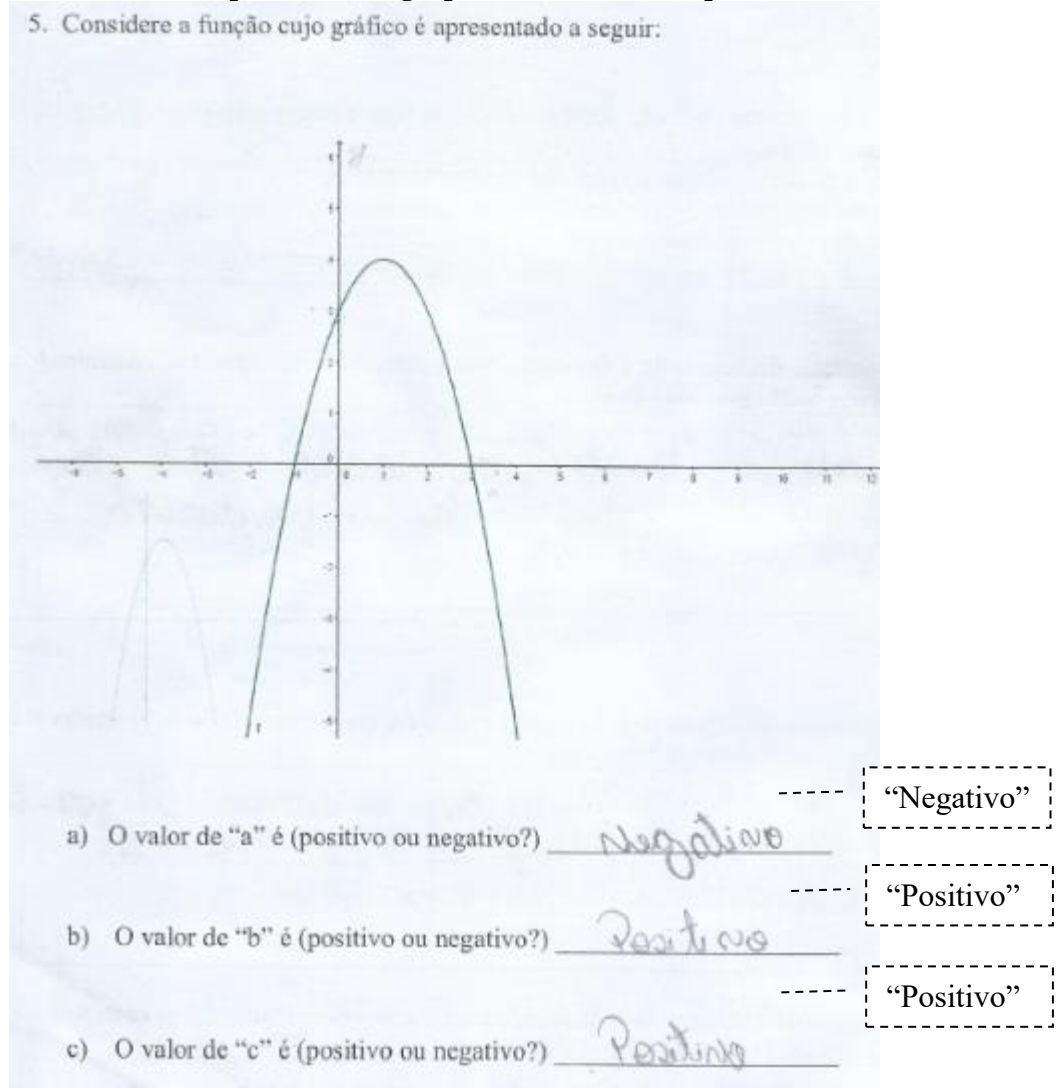 5. Considere a função cujo gráfico é apresentado a seguir:
y
"Negativo"
a) O valor de "a" é (positivo ou negativo?) Negativo
"Positivo"
b) O valor de "b" é (positivo ou negativo?) Positivo
"Positivo"
c) O valor de "c" é (positivo ou negativo?) Positivo